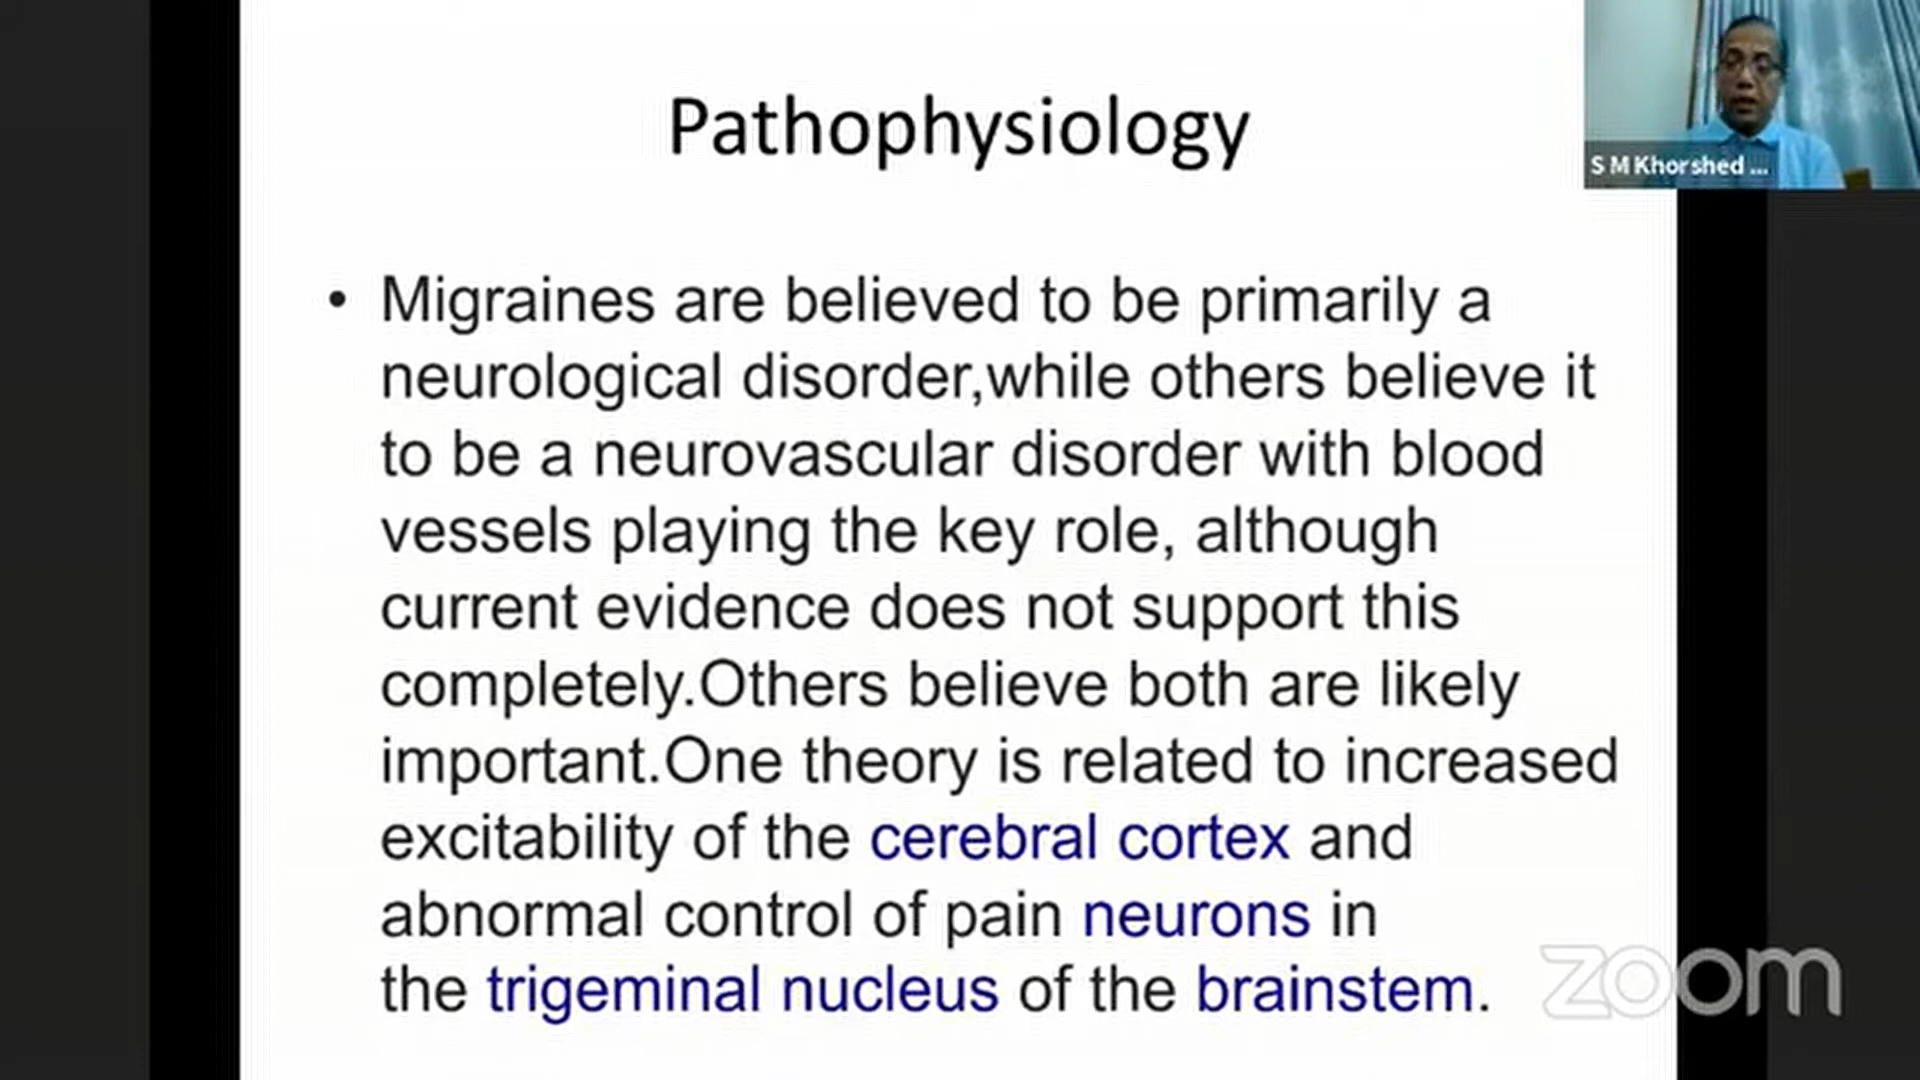 Pathophysiology
S M Khorshed ...
• Migraines are believed to be primarily a
neurological disorder,while others believe it
to be a neurovascular disorder with blood
vessels playing the key role, although
current evidence does not support this
completely.Others believe both are likely
important.One theory is related to increased
excitability of the cerebral cortex and
abnormal control of pain neurons in
the trigeminal nucleus of the brainstem.
zoom